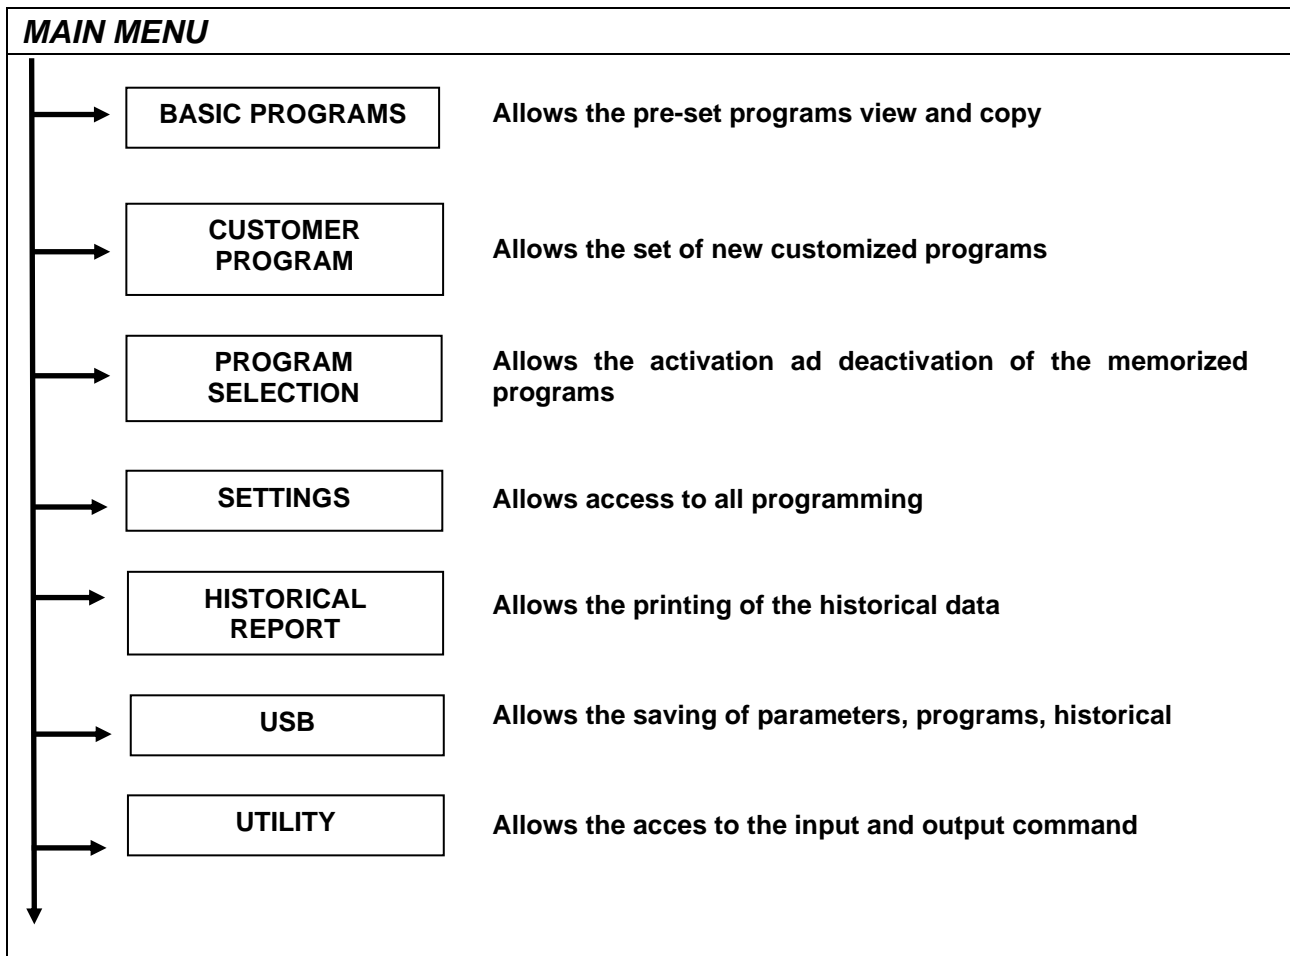 MAIN MENU
BASIC PROGRAMS
Allows the pre-set programs view and copy
CUSTOMER
PROGRAM
Allows the set of new customized programs
PROGRAM
SELECTION
Allows the activation ad deactivation of the memorized
programs
SETTINGS
Allows access to all programming
HISTORICAL
REPORT
Allows the printing of the historical data
USB
Allows the saving of parameters, programs, historical
UTILITY
Allows the acces to the input and output command